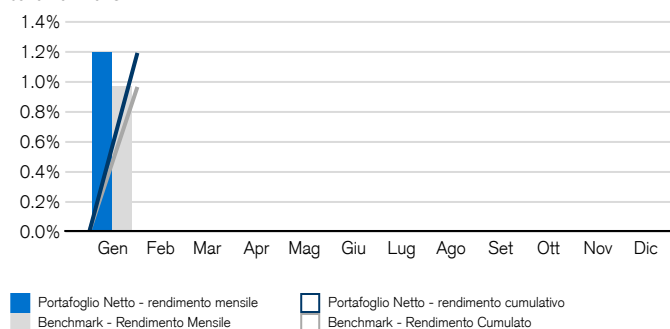 1.4%
1.2%
1.0%
0.8%
0.6%
0.4%
0.2%
0.0%
Gen Feb Mar Apr Mag Giu Lug Ago Set Ott Nov Dic
Portafoglio Netto - rendimento mensile Portafoglio Netto - rendimento cumulativo
Benchmark - Rendimento Mensile Benchmark - Rendimento Cumulato